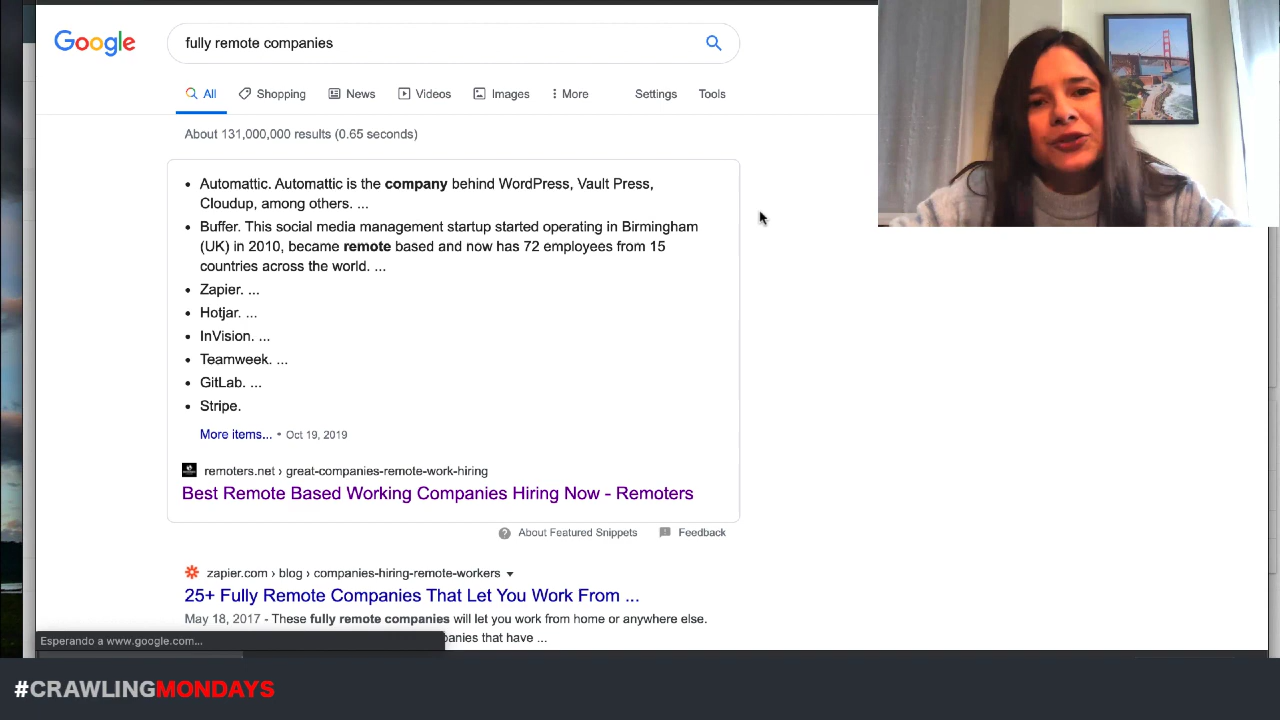 Google
fully remote companies
All Shopping News Videos Images More Settings Tools
About 131,000,000 results (0.65 seconds)
• Automattic. Automattic is the company behind WordPress, Vault Press,
Cloudup, among others. ...
• Buffer. This social media management startup started operating in Birmingham
(UK) in 2010, became remote based and now has 72 employees from 15
countries across the world. ...
• Zapier. ...
• Hotjar. ...
• InVision. ...
• Teamweek. ...
• GitLab. ...
• Stripe.
More items... • Oct 19, 2019
remoters.net › great-companies-remote-work-hiring
Best Remote Based Working Companies Hiring Now - Remoters
About Featured Snippets Feedback
zapier.com › blog › companies-hiring-remote-workers
25+ Fully Remote Companies That Let You Work From ...
May 18, 2017 - These fully remote companies will let you work from home or anywhere else.
Esperando a www.google.com... panies that have ...
#CRAWLINGMONDAYS